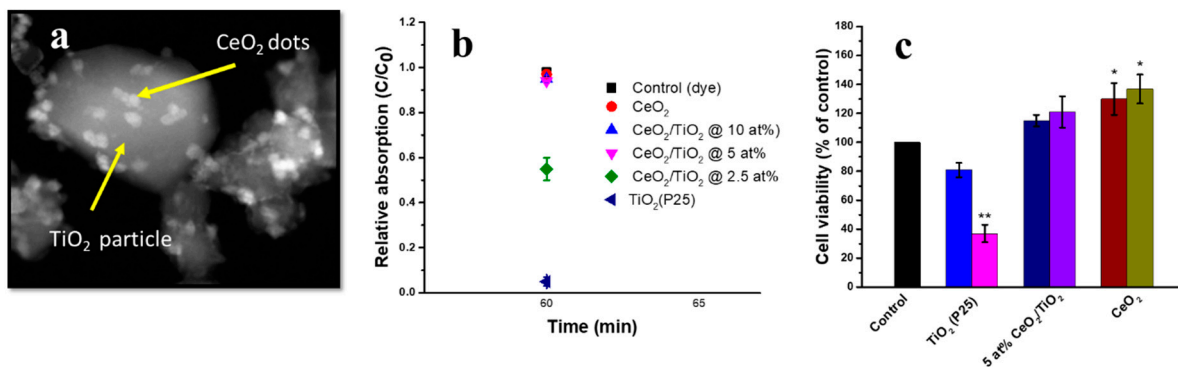 a
CeO₂ dots
TiO₂ particle
b
Relative absorption (C/C₀)
1.2
1.0
0.8
0.6
0.4
0.2
0.0
60
65
Time (min)
Control (dye)
CeO₂
CeO₂/TiO₂ @ 10 at%)
CeO₂/TiO₂ @ 5 at%
CeO₂/TiO₂ @ 2.5 at%
TiO₂(P25)
c
Cell viability (% of control)
180
160
140
120
100
80
60
40
20
0
**
*
*
Control
TiO₂ (P25)
5 at% CeO₂/TiO₂
CeO₂